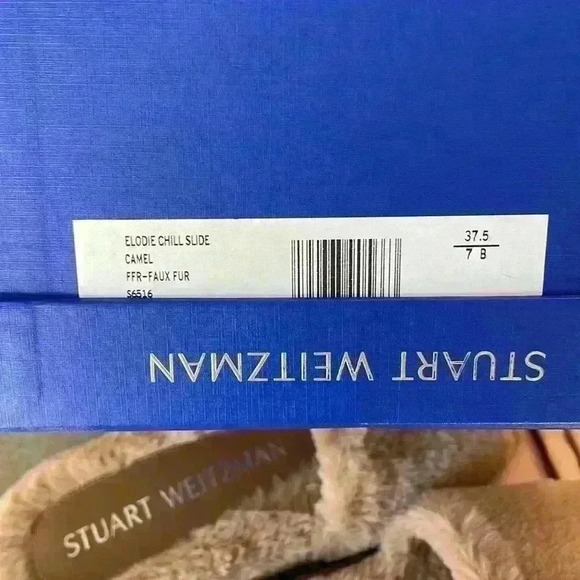 ELODIE CHILL SLIDE
CAMEL
FFR-FAUX FUR
S6516
37.5
7 B
STUART WEITZMAN
STUART WEITZMAN